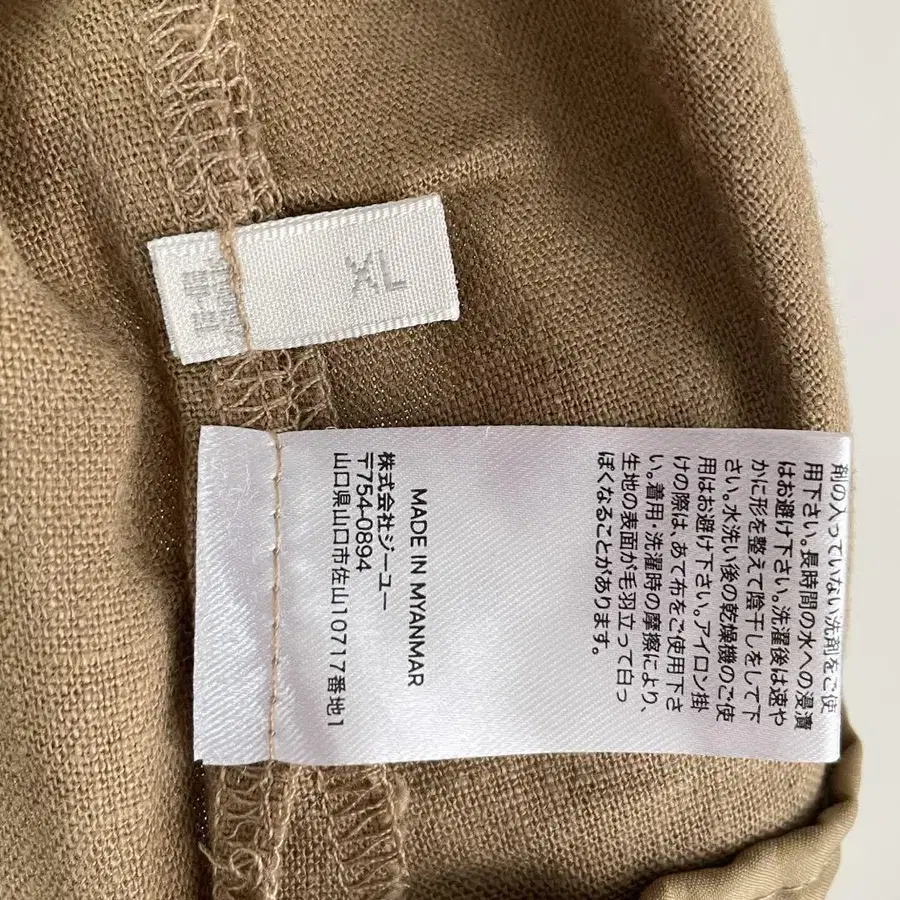 XL
剤の入っていない洗剤をご使
用下さい。長時間の水への浸漬
はお避け下さい。洗濯後は速や
かに形を整えて陰干しをして下
さい。水洗い後の乾燥機のご使
用はお避け下さい。アイロン掛
けの際は、あて布をご使用下さ
い。着用・洗濯時の摩擦により、
生地の表面が毛羽立って白っ
ぽくなることがあります。
MADE IN MYANMAR
株式会社ジーユー
〒754-0894
山口県山口市佐山10717番地1